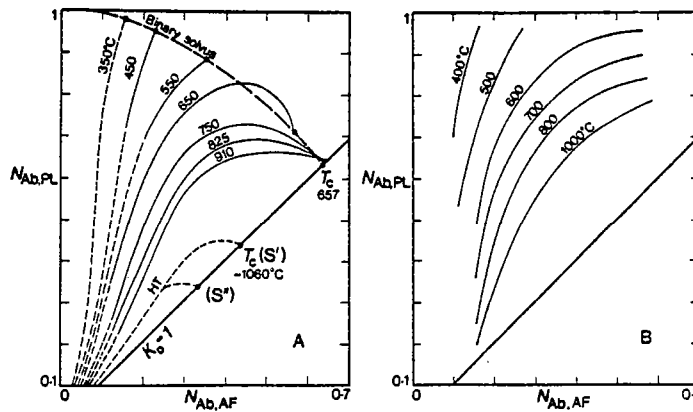 1
Binary solvus
350°C
450
550
650
750
825
910
N_Ab,PL
T_c
657
T_c (S')
~1060°C
(S")
HT
K_D=1
A
0·1
0
N_Ab,AF
0·7
400°C
500
600
700
800
1000°C
N_Ab,PL
B
0·1
0
N_Ab,AF